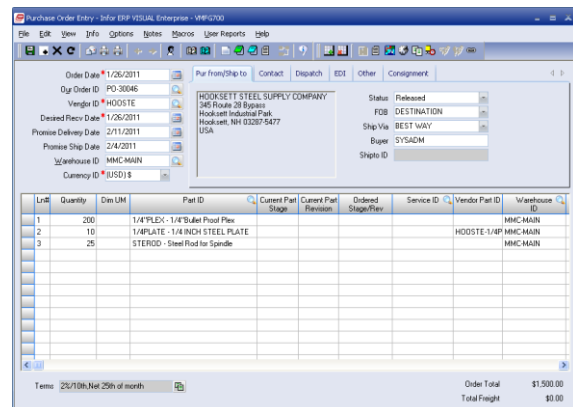 Purchase Order Entry - Infor ERP VISUAL Enterprise - VMPG700
File Edit View Info Options Notes Macros User Reports Help
Order Date * 1/26/2011
Our Order ID PO-30046
Vendor ID * HOOSTE
Desired Recv Date * 1/26/2011
Promise Delivery Date 2/11/2011
Promise Ship Date 2/4/2011
Warehouse ID MMC-MAIN
Currency ID * (USD) $
Pur from/Ship to Contact Dispatch EDI Other Consignment
HOOKSETT STEEL SUPPLY COMPANY
345 Route 28 Bypass
Hooksett Industrial Park
Hooksett, NH 03287-5477
USA
Status Released
FOB DESTINATION
Ship Via BEST WAY
Buyer SYSADM
Shipto ID
Ln# Quantity Dim UM Part ID Current Part Stage Current Part Revision Ordered Stage/Rev Service ID Vendor Part ID Warehouse ID
1 200 1/4"PLEX - 1/4"Bullet Proof Plex MMC-MAIN
2 10 1/4PLATE - 1/4 INCH STEEL PLATE HOOSTE-1/4P MMC-MAIN
3 25 STEROD - Steel Rod for Spindle MMC-MAIN
Terms 2%/10th,Net 25th of month
Order Total $1,500.00
Total Freight $0.00